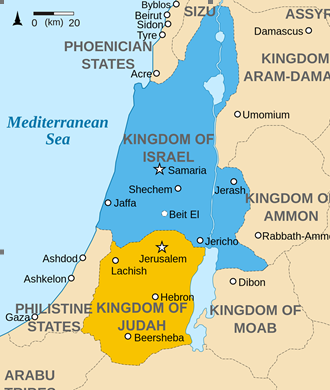 Byblos
SIZU
0 (km) 20
Beirut
Sidon
ASSYR
Tyre
Damascus
PHOENICIAN
STATES
KINGDOM
ARAM-DAMA
Acre
Umomium
Mediterranean
Sea
KINGDOM OF
ISRAEL
Samaria
Shechem
Jerash
KINGDOM O
AMMON
Jaffa
Beit El
Jericho
Rabbath-Amm
Jerusalem
Ashdod
Lachish
Ashkelon
Dibon
Hebron
PHILISTINE
STATES
Gaza
KINGDOM OF
JUDAH
KINGDOM OF
MOAB
Beersheba
ARABU
TRIBES